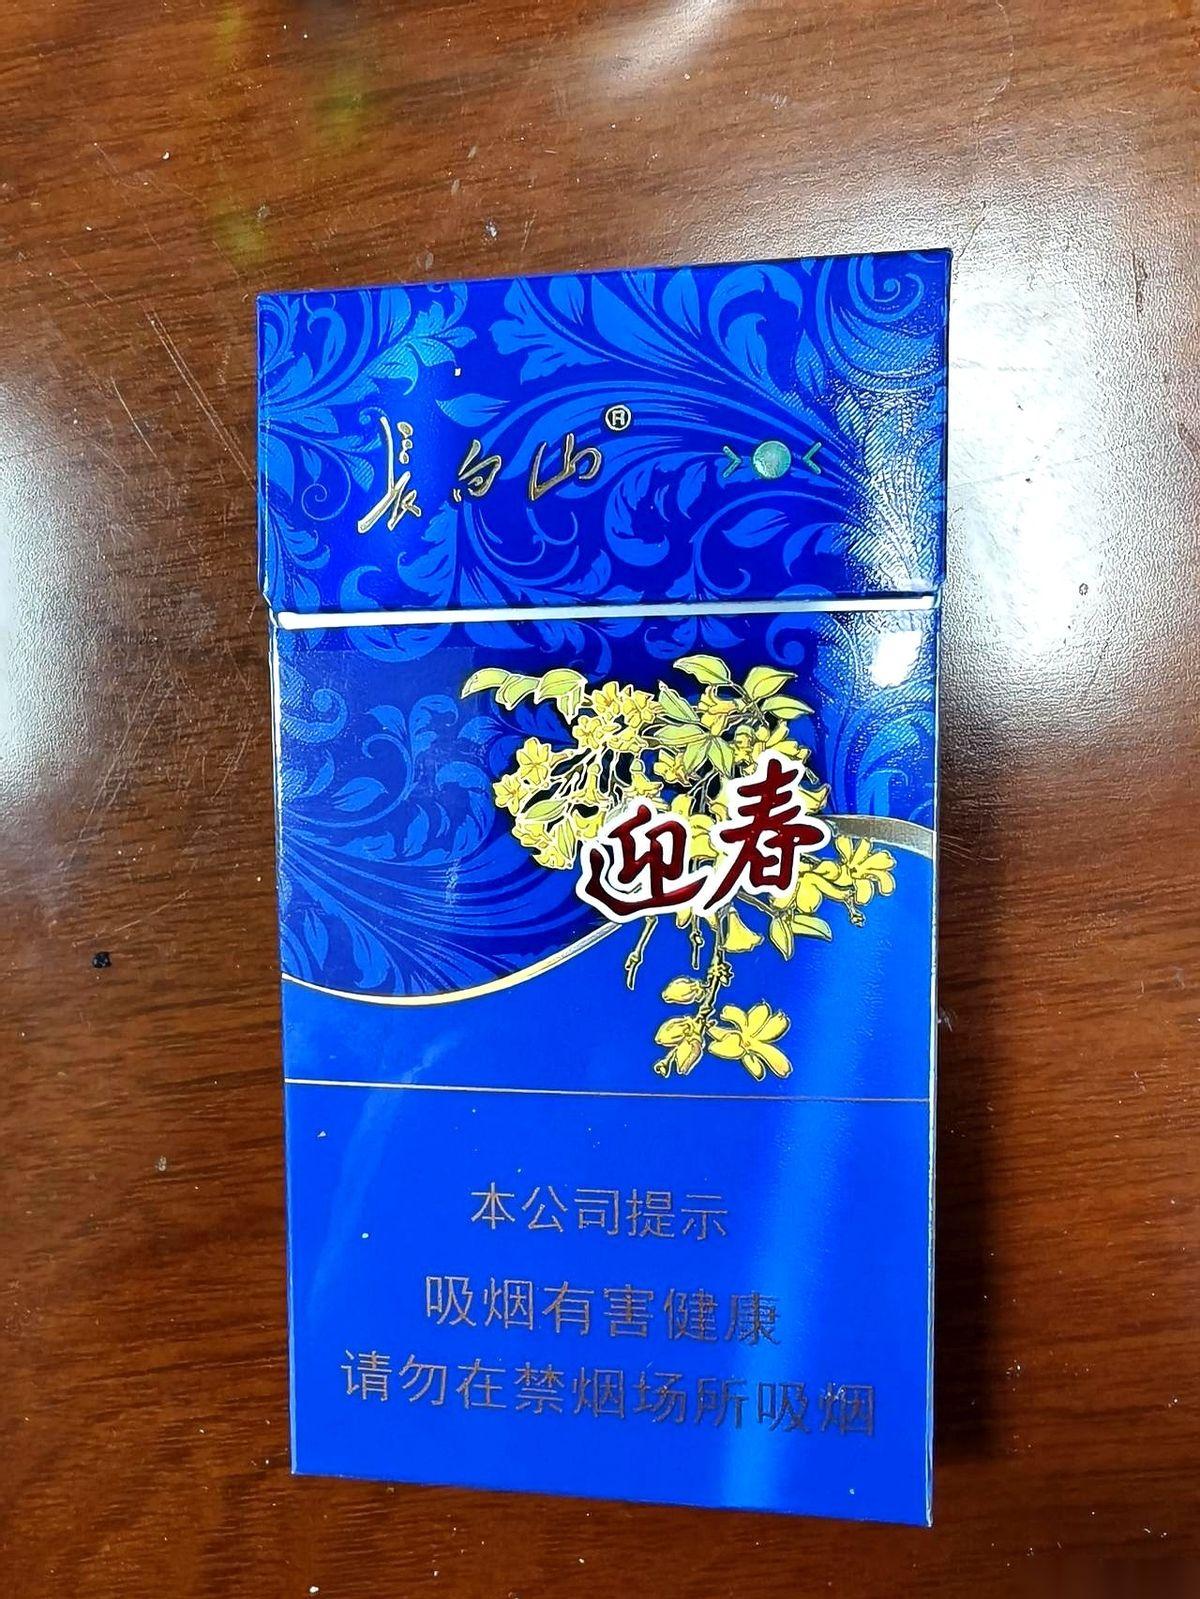 長白山®
迎春
本公司提示
吸烟有害健康
请勿在禁烟场所吸烟